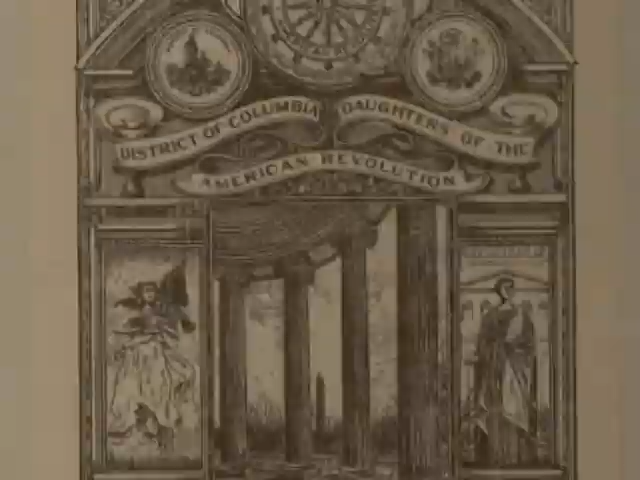 DISTRICT OF COLUMBIA
DAUGHTERS OF THE
AMERICAN REVOLUTION